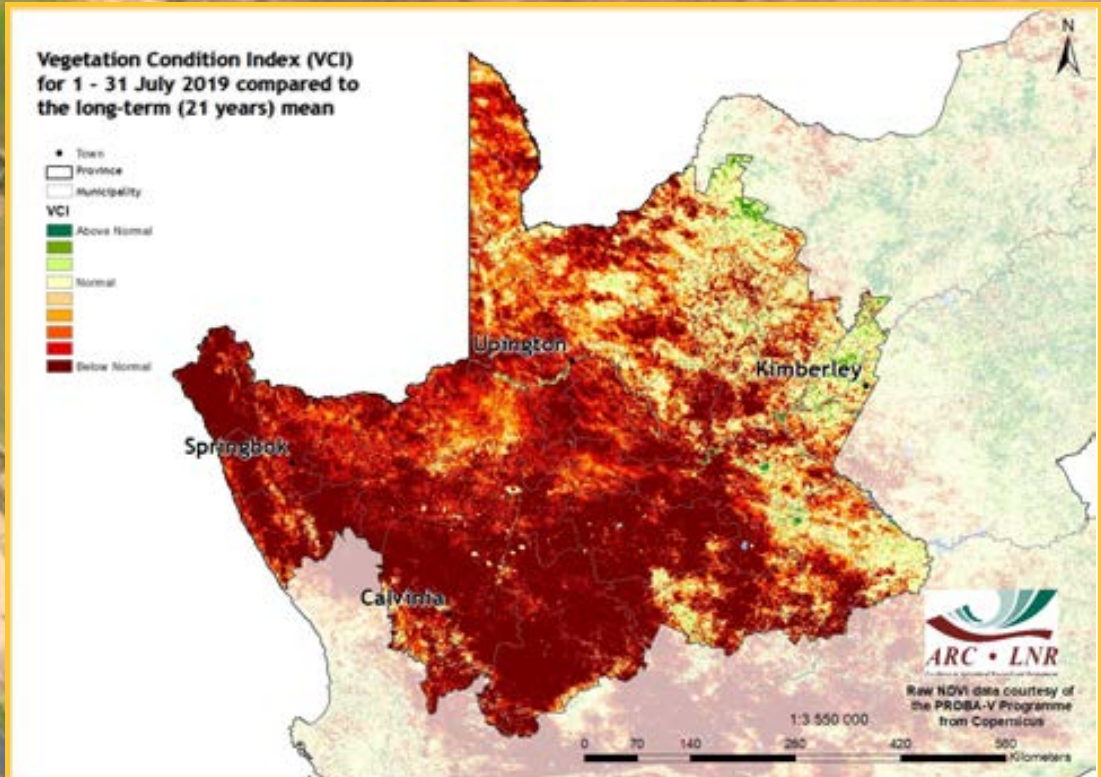 Vegetation Condition Index (VCI)
for 1 - 31 July 2019 compared to
the long-term (21 years) mean
N
Town
Province
Municipality
VCI
Above Normal
Normal
Below Normal
Upington
Kimberley
Springbok
Calvinia
ARC • LNR
Raw NDVI data courtesy of
the PROBA-V Programme
from Copernicus
1:3 550 000
0 70 140 280 420 560
Kilometers